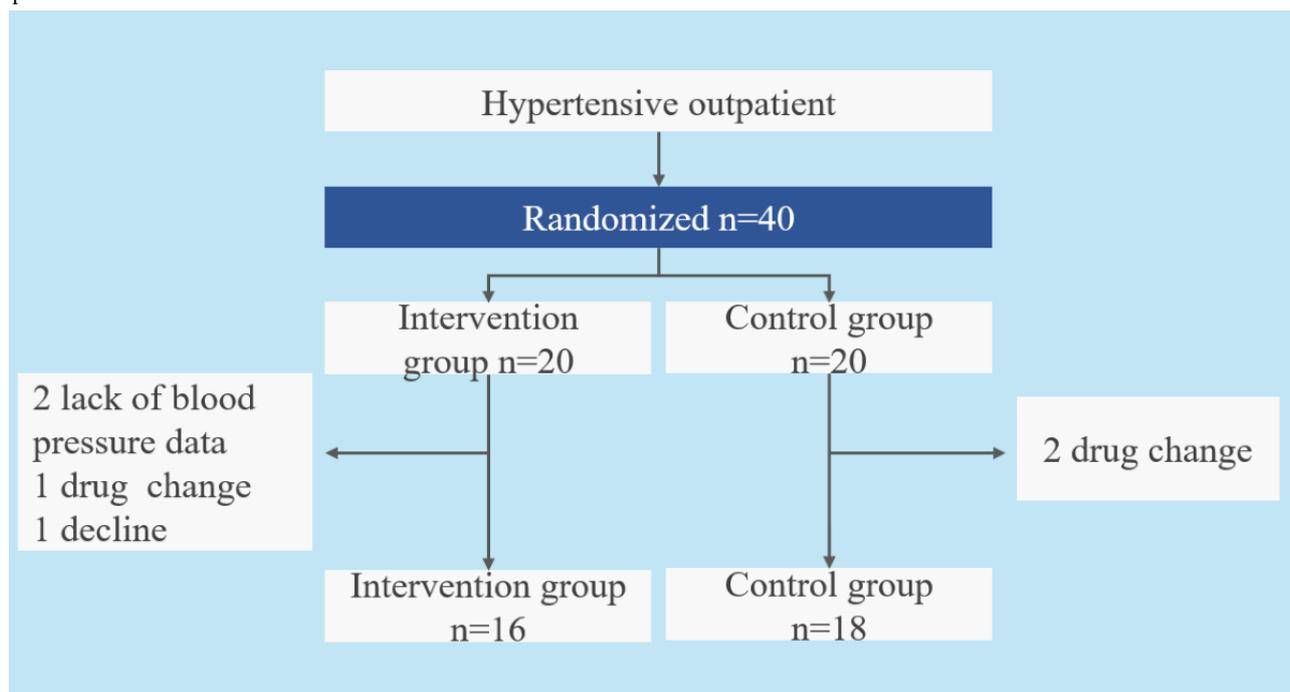 Hypertensive outpatient
Randomized n=40
Intervention
group n=20
Control group
n=20
2 lack of blood
pressure data
1 drug  change
1 decline
2 drug change
Intervention group
n=16
Control group
n=18